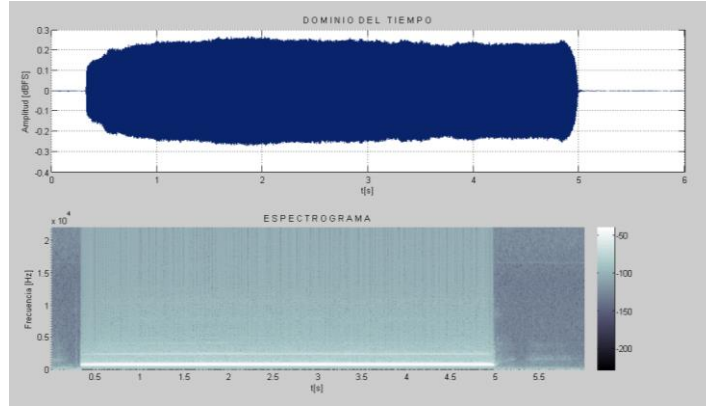 DOMINIO DEL TIEMPO
Amplitud [dBFS]
0.3
0.2
0.1
0
-0.1
-0.2
-0.3
-0.4
0 1 2 3 4 5 6
t[s]
ESPECTROGRAMA
x 10^4
Frecuencia [Hz]
2
1.5
1
0.5
0
0.5 1 1.5 2 2.5 3 3.5 4 4.5 5 5.5
t[s]
-50
-100
-150
-200